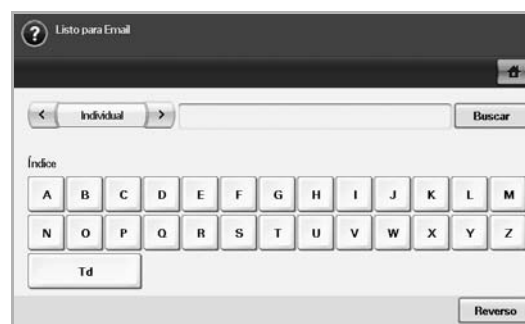 ? Listo para Email
< Individual > Buscar
Índice
A B C D E F G H I J K L M
N O P Q R S T U V W X Y Z
Td
Reverso